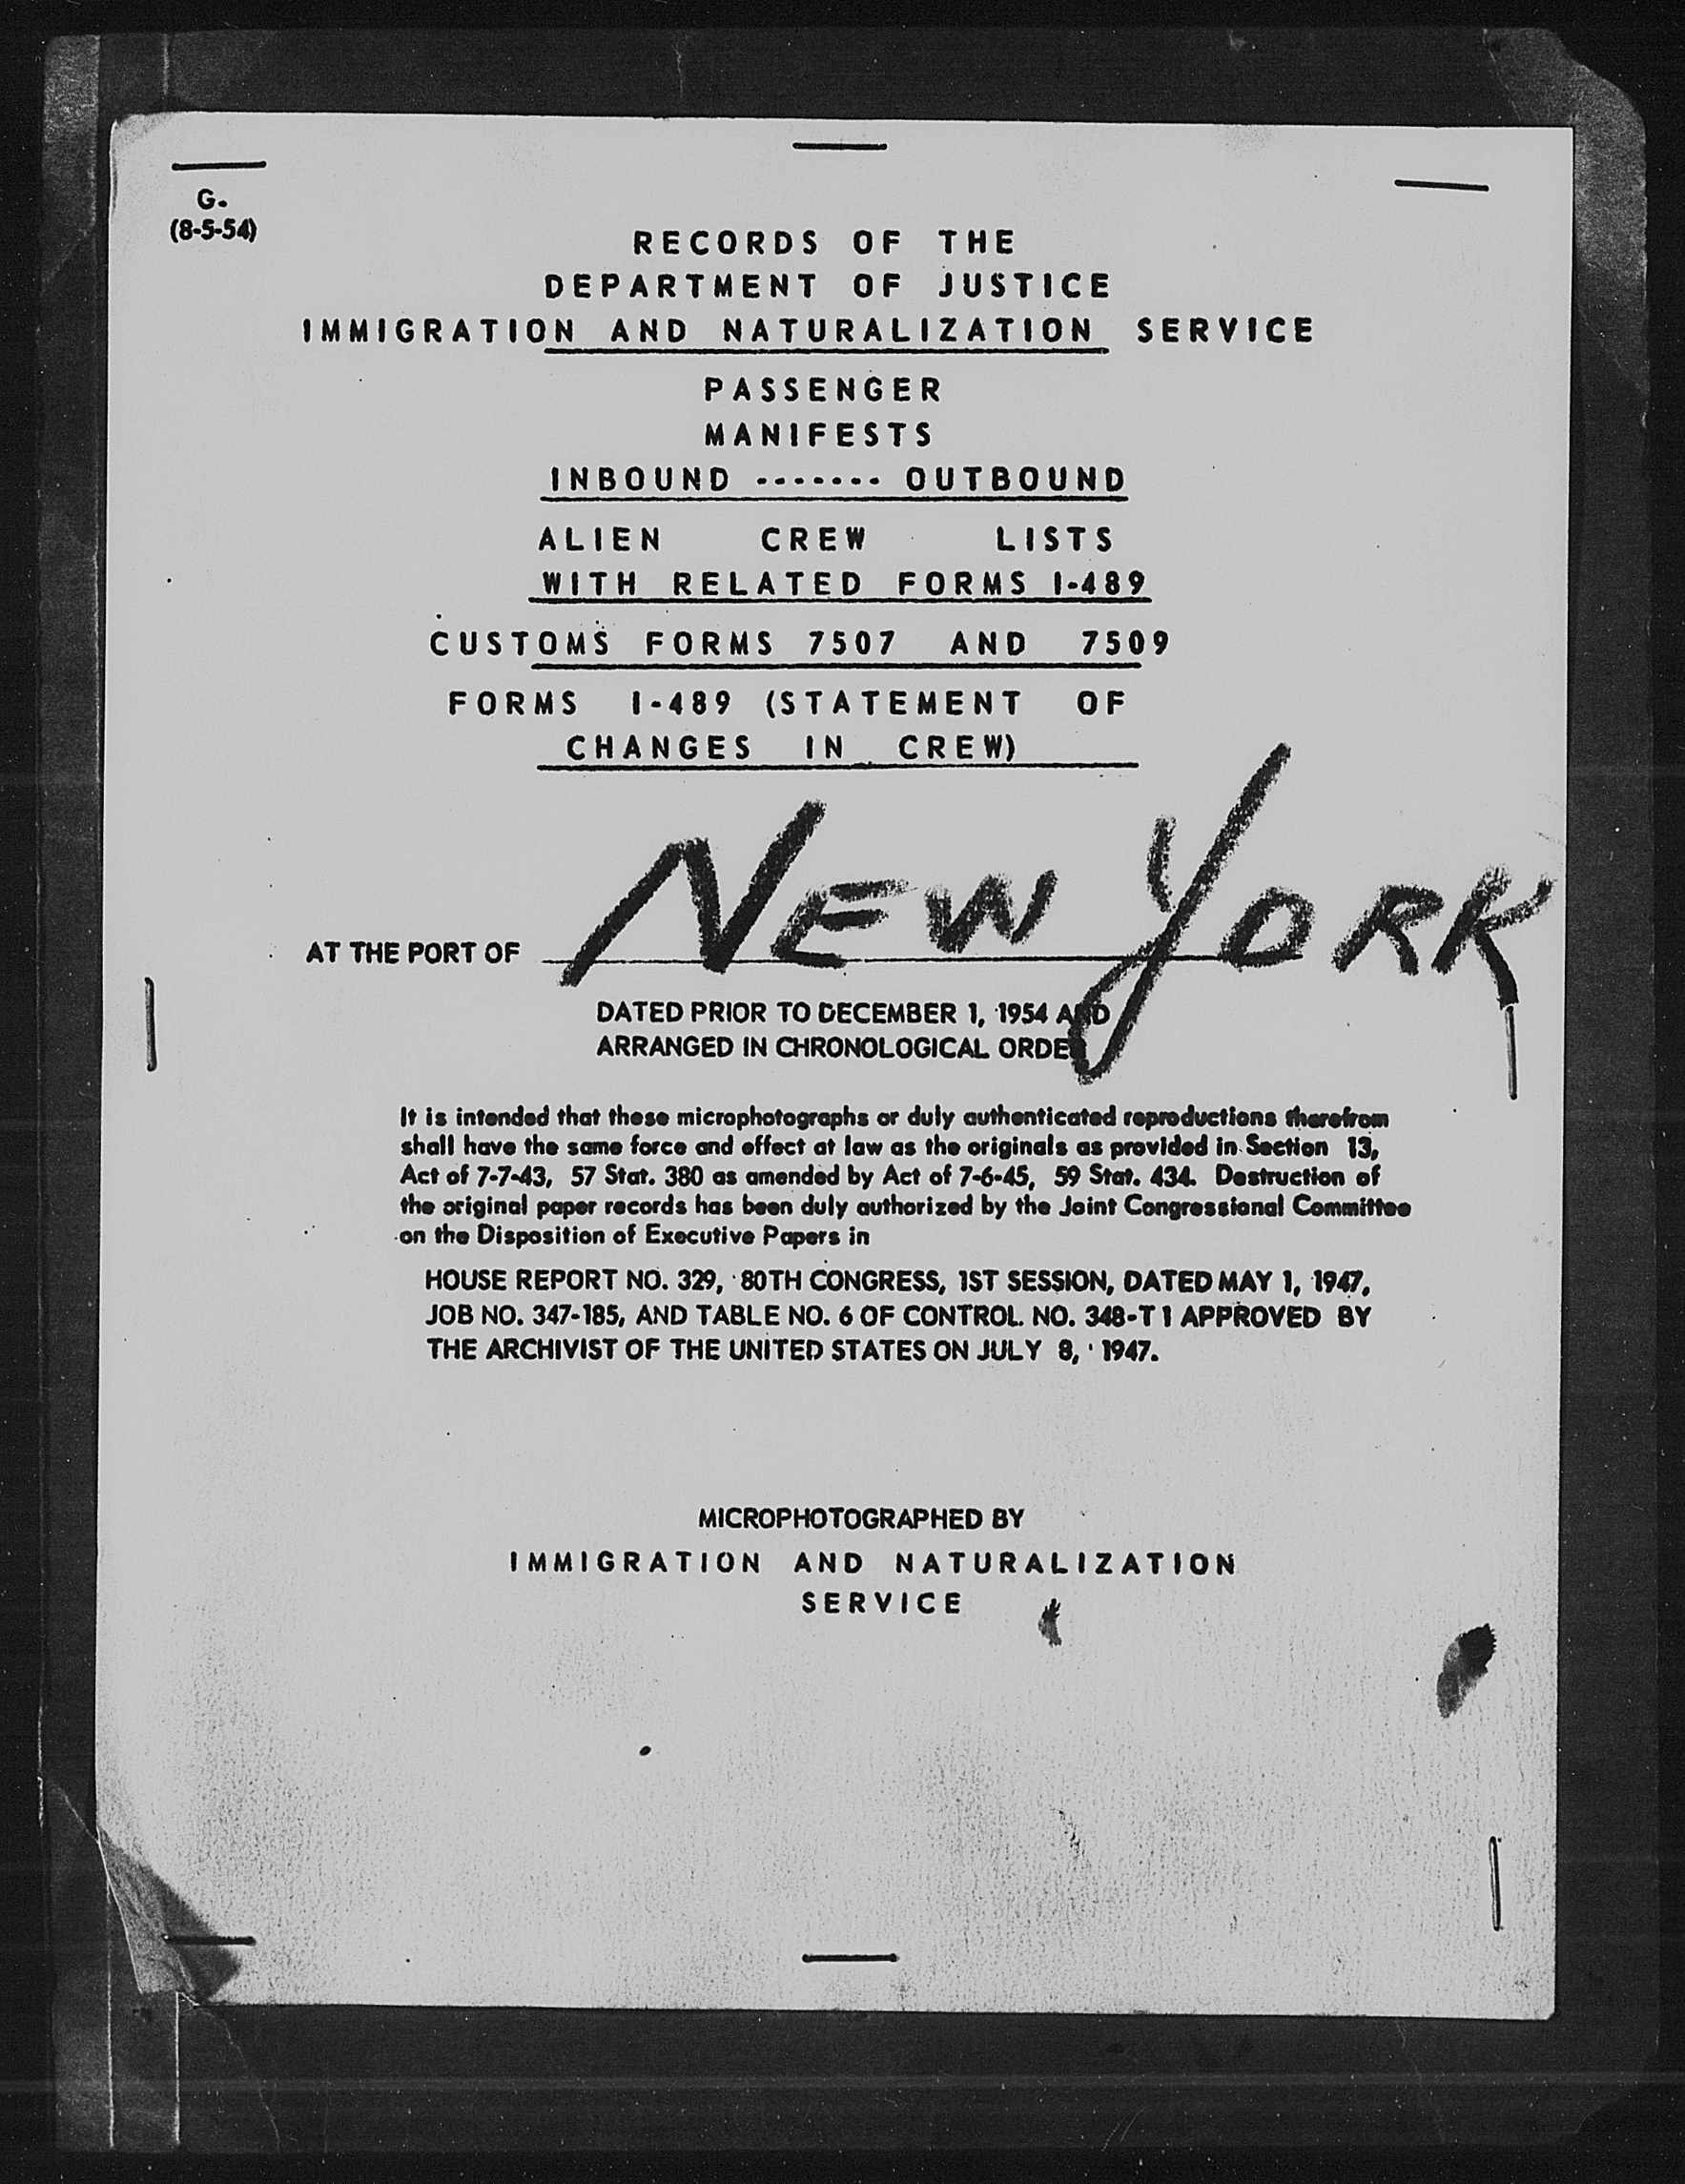 G.
(8-5-54)
RECORDS OF THE
DEPARTMENT OF JUSTICE
IMMIGRATION AND NATURALIZATION SERVICE
PASSENGER
MANIFESTS
INBOUND ------- OUTBOUND
ALIEN CREW LISTS
WITH RELATED FORMS I-489
CUSTOMS FORMS 7507 AND 7509
FORMS I-489 (STATEMENT OF
CHANGES IN CREW)
AT THE PORT OF NEW YORK
DATED PRIOR TO DECEMBER 1, 1954 AND
ARRANGED IN CHRONOLOGICAL ORDER
It is intended that these microphotographs or duly authenticated reproductions therefrom
shall have the same force and effect at law as the originals as provided in Section 13,
Act of 7-7-43, 57 Stat. 380 as amended by Act of 7-6-45, 59 Stat. 434. Destruction of
the original paper records has been duly authorized by the Joint Congressional Committee
on the Disposition of Executive Papers in
HOUSE REPORT NO. 329, 80TH CONGRESS, 1ST SESSION, DATED MAY 1, 1947,
JOB NO. 347-185, AND TABLE NO. 6 OF CONTROL NO. 348-T1 APPROVED BY
THE ARCHIVIST OF THE UNITED STATES ON JULY 8, 1947.
MICROPHOTOGRAPHED BY
IMMIGRATION AND NATURALIZATION
SERVICE